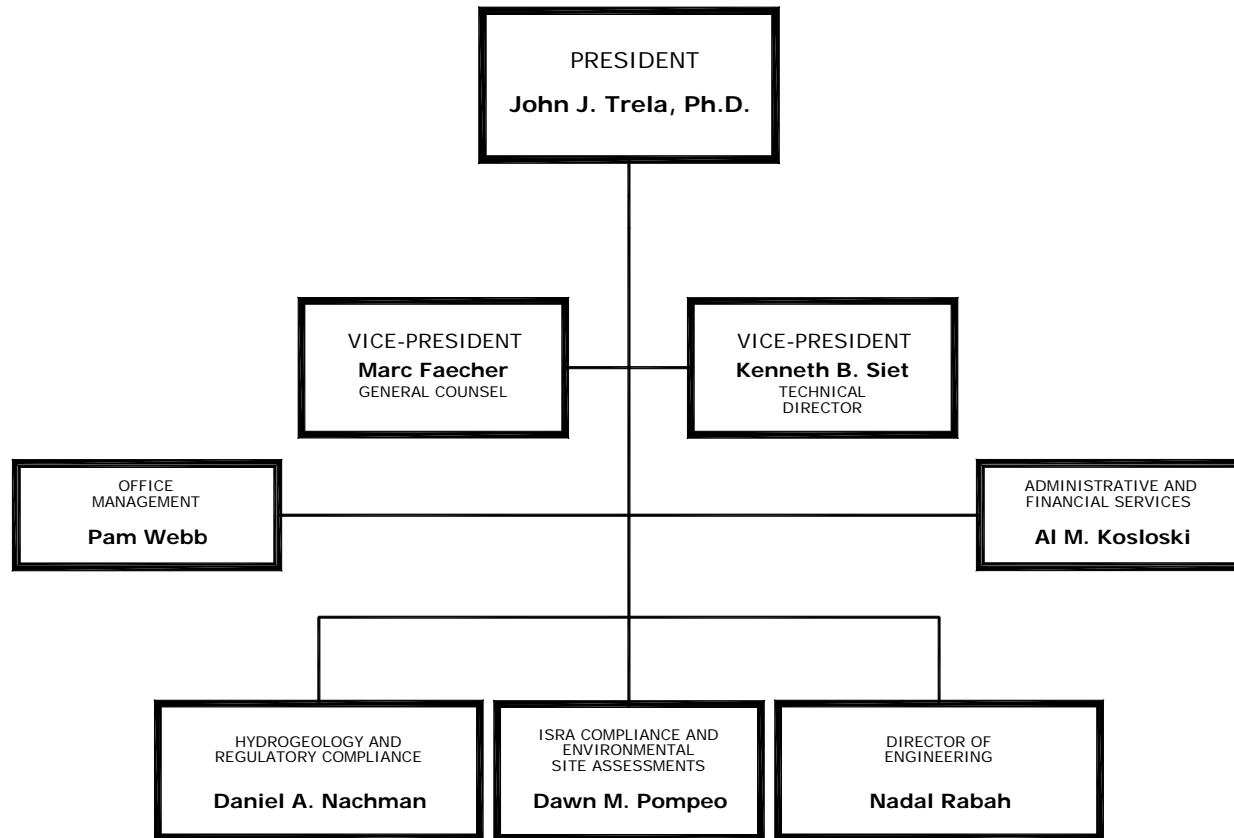 PRESIDENT
John J. Trela, Ph.D.
VICE-PRESIDENT
Marc Faecher
GENERAL COUNSEL
VICE-PRESIDENT
Kenneth B. Siet
TECHNICAL
DIRECTOR
OFFICE
MANAGEMENT
Pam Webb
ADMINISTRATIVE AND
FINANCIAL SERVICES
Al M. Kosloski
HYDROGEOLOGY AND
REGULATORY COMPLIANCE
Daniel A. Nachman
ISRA COMPLIANCE AND
ENVIRONMENTAL
SITE ASSESSMENTS
Dawn M. Pompeo
DIRECTOR OF
ENGINEERING
Nadal Rabah